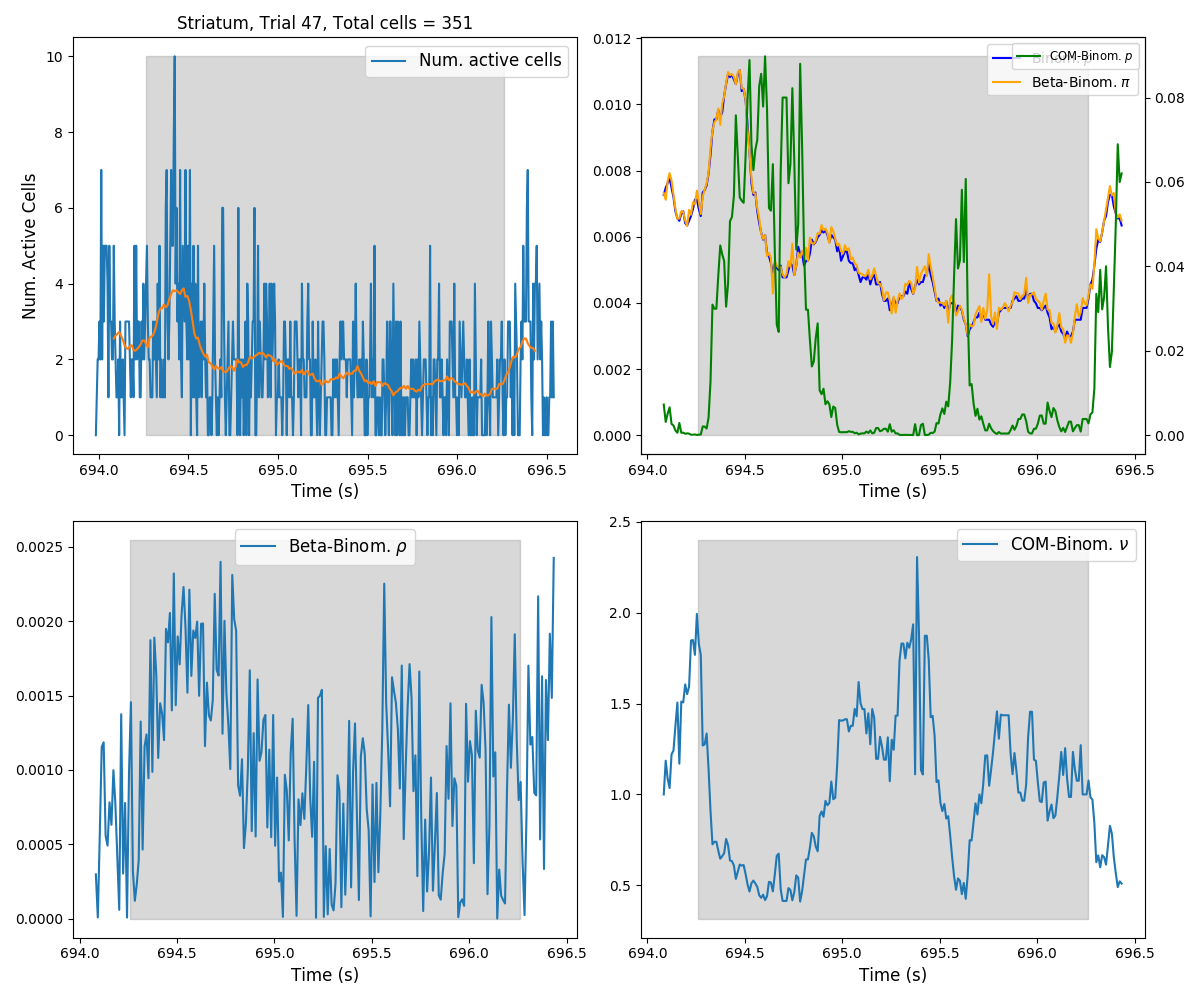 Striatum, Trial 47, Total cells = 351
Num. active cells
Num. Active Cells
10
8
6
4
2
0
694.0 694.5 695.0 695.5 696.0 696.5
Time (s)
COM-Binom. p
Beta-Binom. π
0.012
0.010
0.008
0.006
0.004
0.002
0.000
0.08
0.06
0.04
0.02
0.00
694.0 694.5 695.0 695.5 696.0 696.5
Time (s)
Beta-Binom. ρ
0.0025
0.0020
0.0015
0.0010
0.0005
0.0000
694.0 694.5 695.0 695.5 696.0 696.5
Time (s)
COM-Binom. ν
2.5
2.0
1.5
1.0
0.5
694.0 694.5 695.0 695.5 696.0 696.5
Time (s)